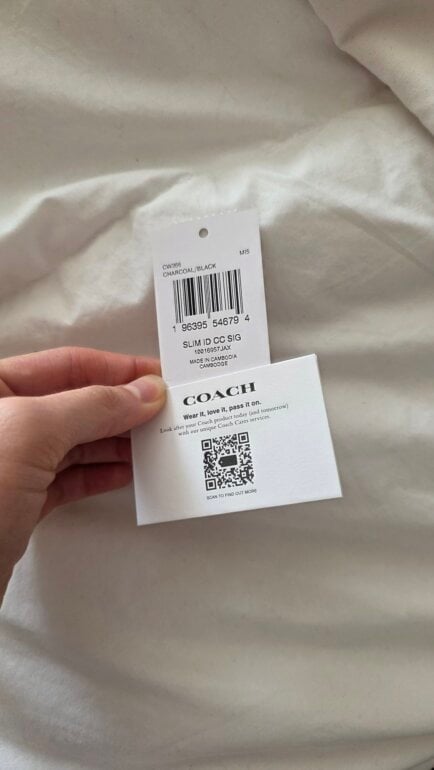 CW366 M15
CHARCOAL/BLACK
1 96395 54679 4
SLIM ID CC SIG
10016957JAX
MADE IN CAMBODIA
CAMBODGE
COACH
Wear it, love it, pass it on.
Look after your Coach product today (and tomorrow)
with our unique Coach Cares services.
SCAN TO FIND OUT MORE